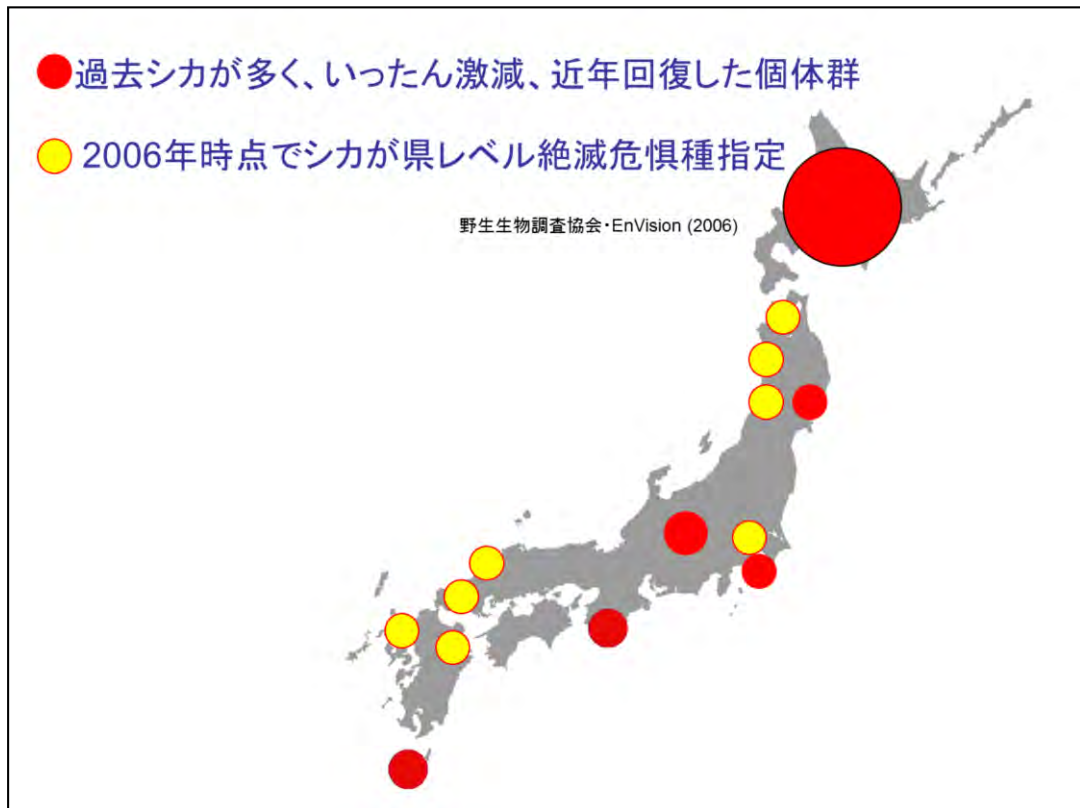 過去シカが多く、いったん激減、近年回復した個体群
2006年時点でシカが県レベル絶滅危惧種指定
野生生物調査協会・EnVision (2006)